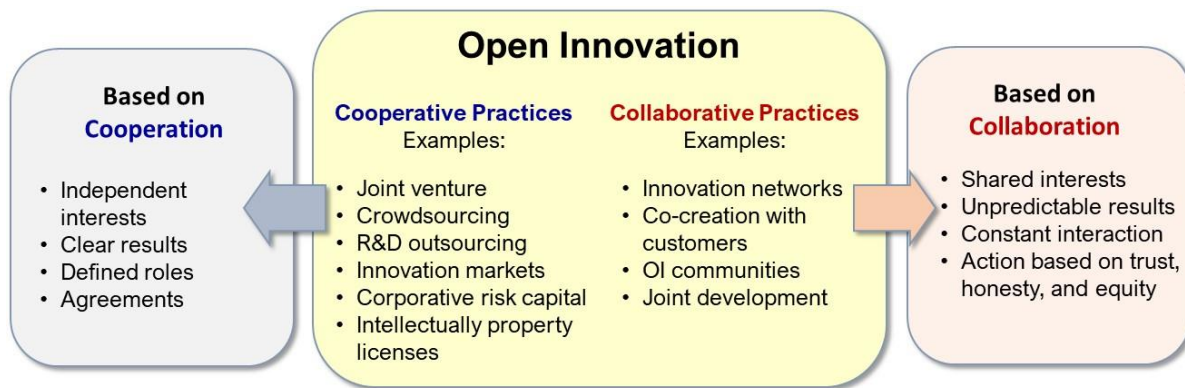 Open Innovation
Based on
Cooperation
• Independent
interests
• Clear results
• Defined roles
• Agreements
Cooperative Practices
Examples:
• Joint venture
• Crowdsourcing
• R&D outsourcing
• Innovation markets
• Corporative risk capital
• Intellectually property
licenses
Collaborative Practices
Examples:
• Innovation networks
• Co-creation with
customers
• OI communities
• Joint development
Based on
Collaboration
• Shared interests
• Unpredictable results
• Constant interaction
• Action based on trust,
honesty, and equity